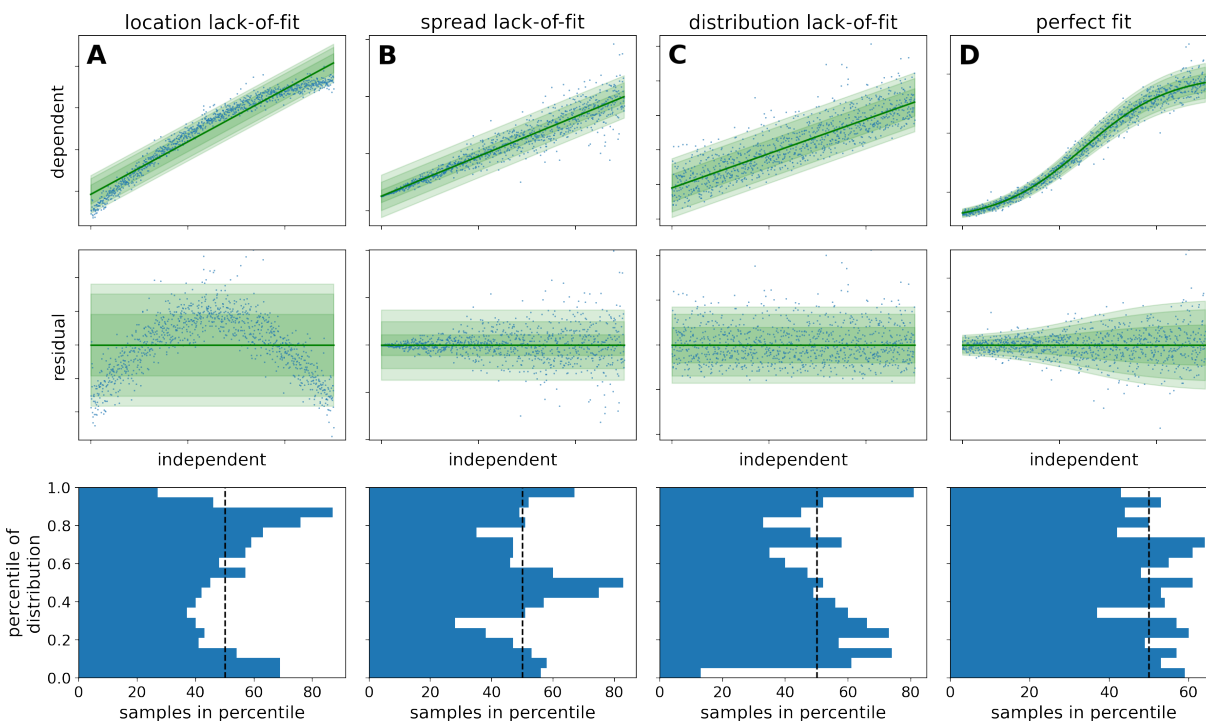 location lack-of-fit
spread lack-of-fit
distribution lack-of-fit
perfect fit
A
B
C
D
dependent
residual
independent
independent
independent
independent
percentile of
distribution
1.0
0.8
0.6
0.4
0.2
0.0
0 20 40 60 80
0 20 40 60 80
0 20 40 60 80
0 20 40 60
samples in percentile
samples in percentile
samples in percentile
samples in percentile